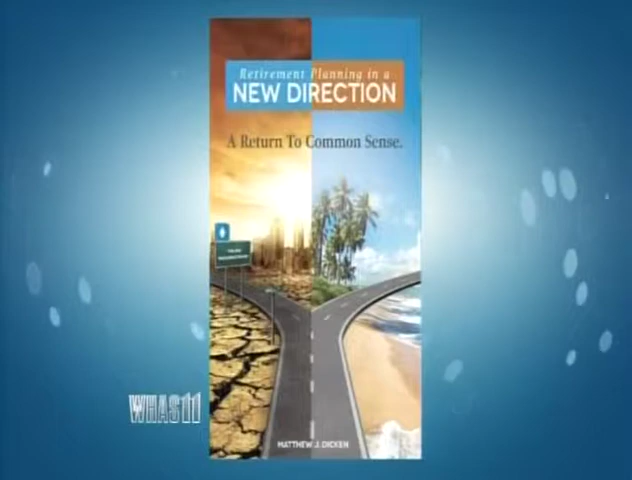 Retirement Planning in a
NEW DIRECTION
A Return To Common Sense.
WHAS11
MATTHEW J. DICKEN